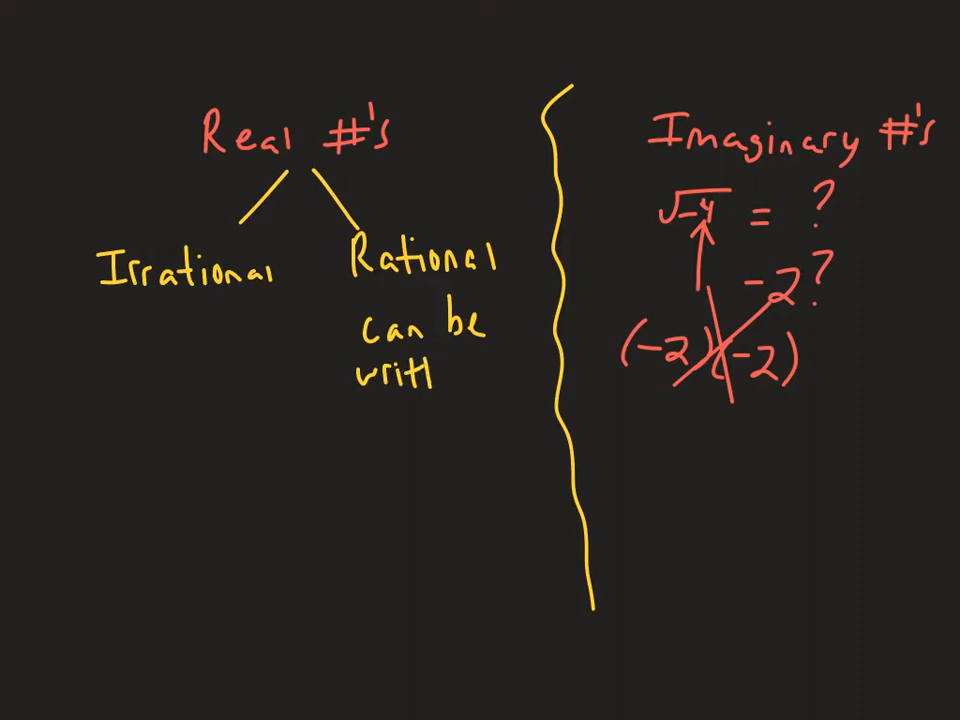 Real #'s
Irrational
Rational
can be
writt
Imaginary #'s
√-4 = ?
-2?
(-2)(-2)